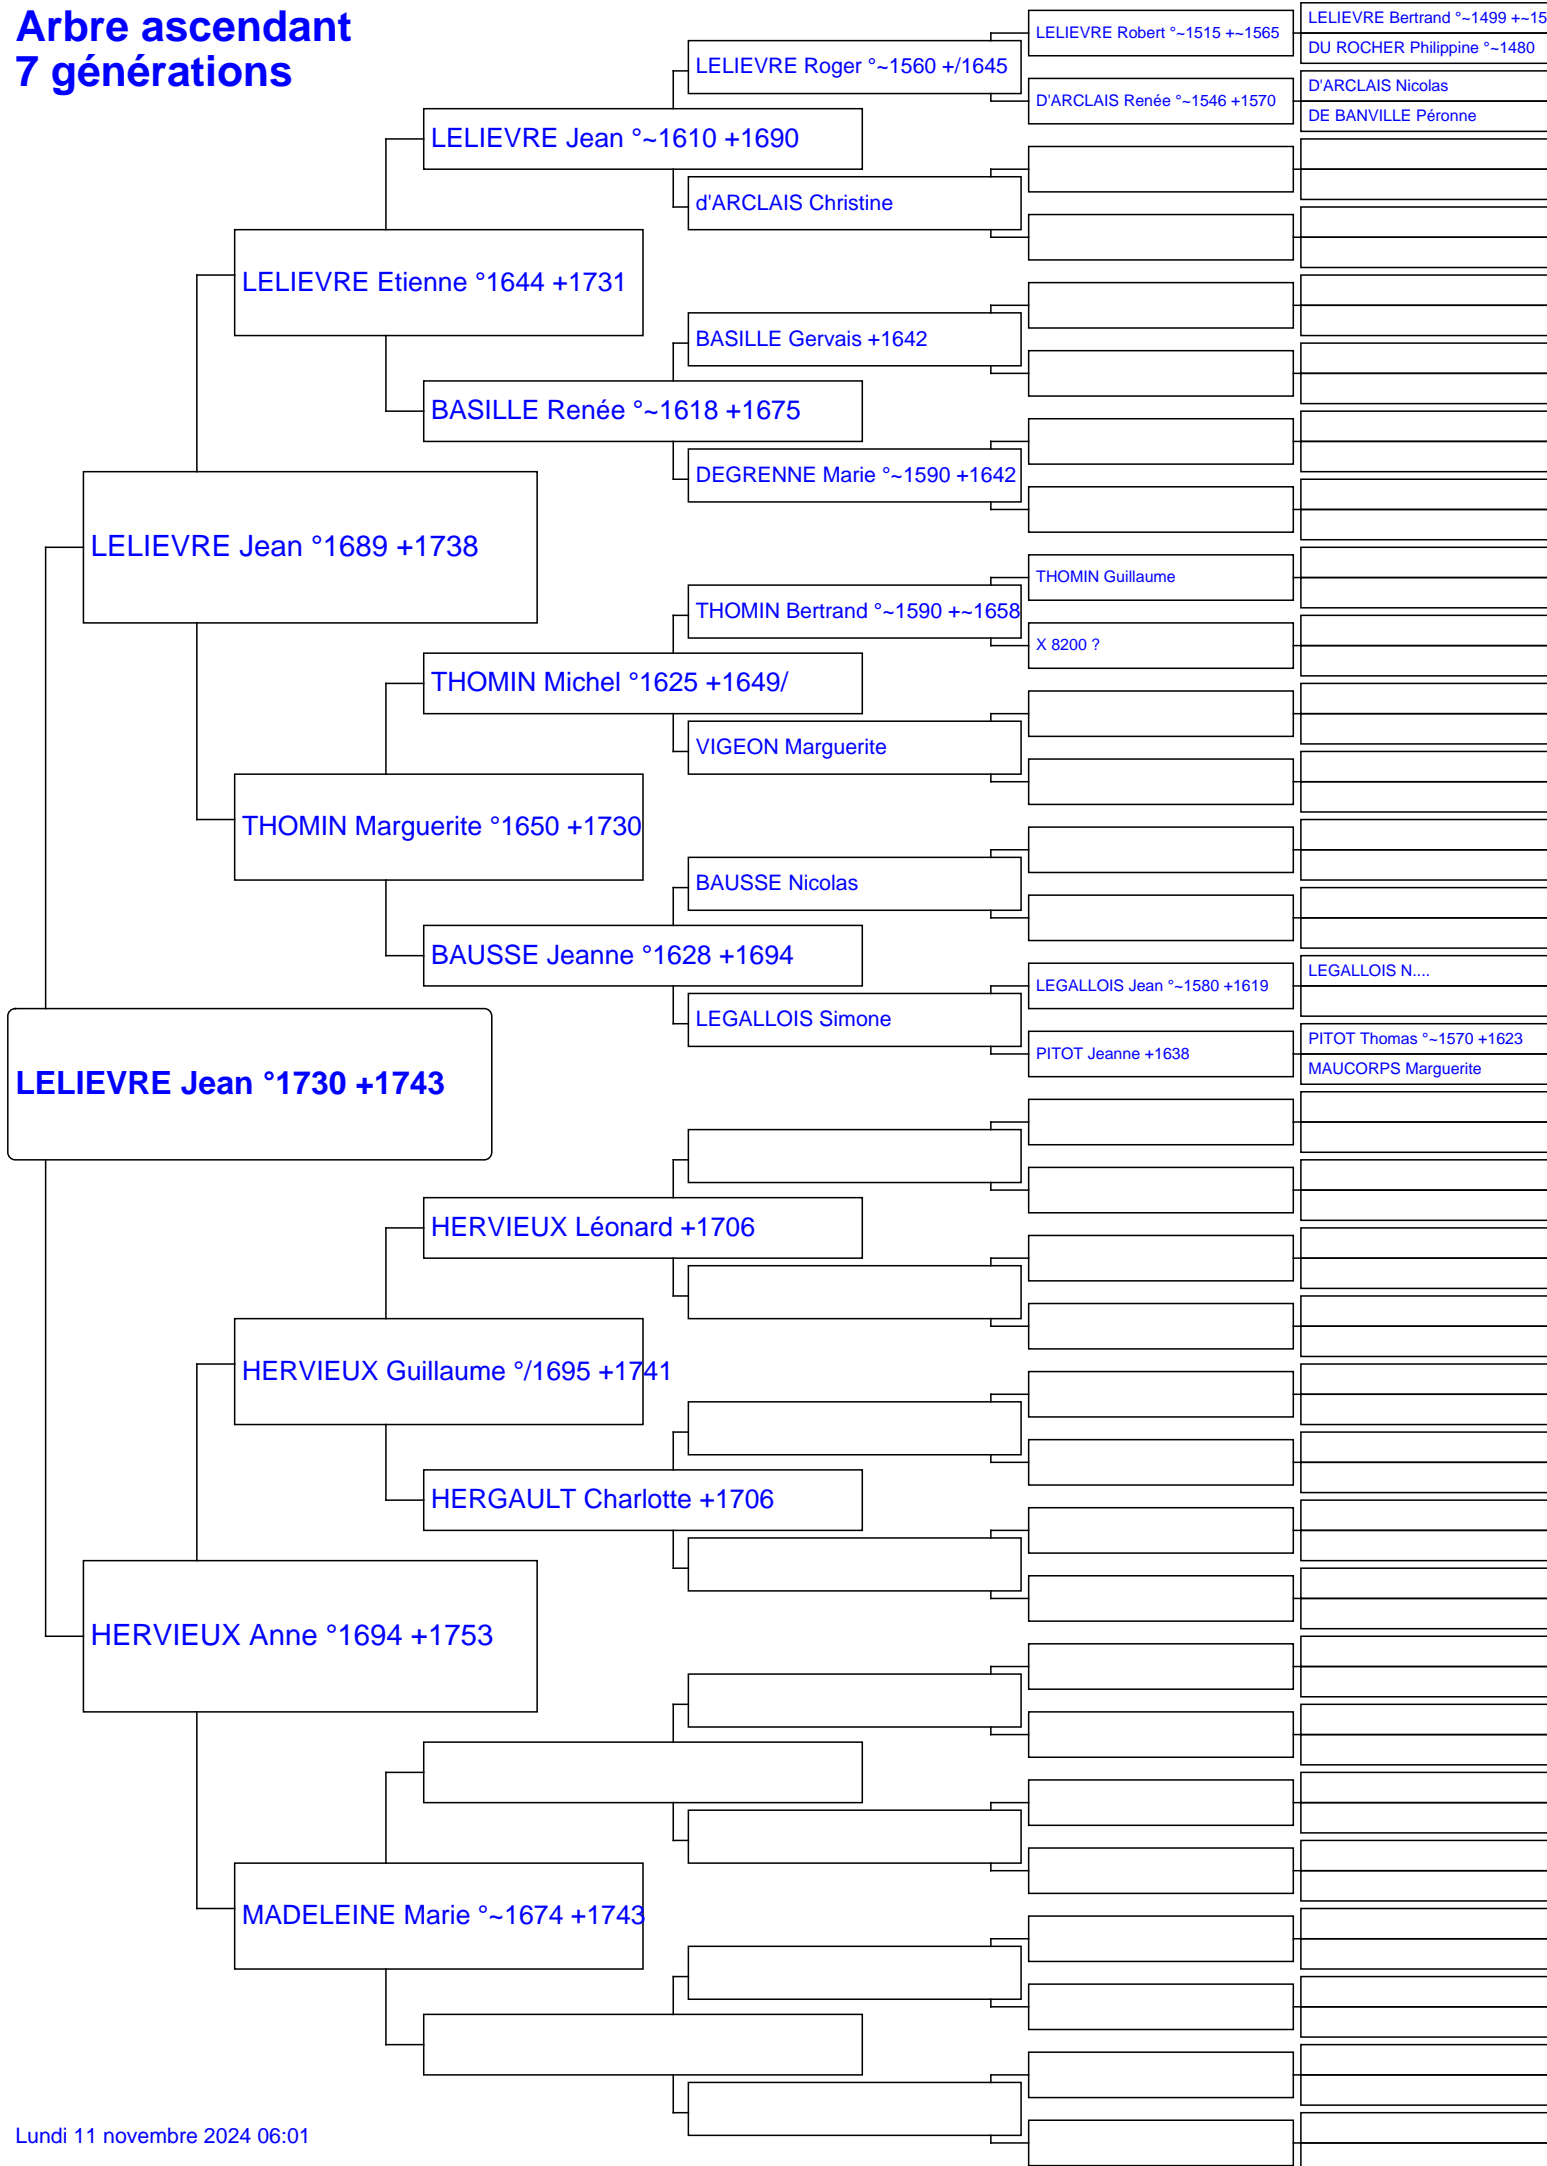 Arbre ascendant
7 générations
LELIEVRE Jean °1730 +1743
LELIEVRE Jean °1689 +1738
HERVIEUX Anne °1694 +1753
LELIEVRE Etienne °1644 +1731
THOMIN Marguerite °1650 +1730
HERVIEUX Guillaume °/1695 +1741
MADELEINE Marie °~1674 +1743
LELIEVRE Jean °~1610 +1690
BASILLE Renée °~1618 +1675
THOMIN Michel °1625 +1649/
BAUSSE Jeanne °1628 +1694
HERVIEUX Léonard +1706
HERGAULT Charlotte +1706
LELIEVRE Roger °~1560 +/1645
d'ARCLAIS Christine
BASILLE Gervais +1642
DEGRENNE Marie °~1590 +1642
THOMIN Bertrand °~1590 +~1658
VIGEON Marguerite
BAUSSE Nicolas
LEGALLOIS Simone
LELIEVRE Robert °~1515 +~1565
D'ARCLAIS Renée °~1546 +1570
THOMIN Guillaume
X 8200 ?
LEGALLOIS Jean °~1580 +1619
PITOT Jeanne +1638
LELIEVRE Bertrand °~1499 +~15
DU ROCHER Philippine °~1480
D'ARCLAIS Nicolas
DE BANVILLE Péronne
LEGALLOIS N....
PITOT Thomas °~1570 +1623
MAUCORPS Marguerite
Lundi 11 novembre 2024 06:01